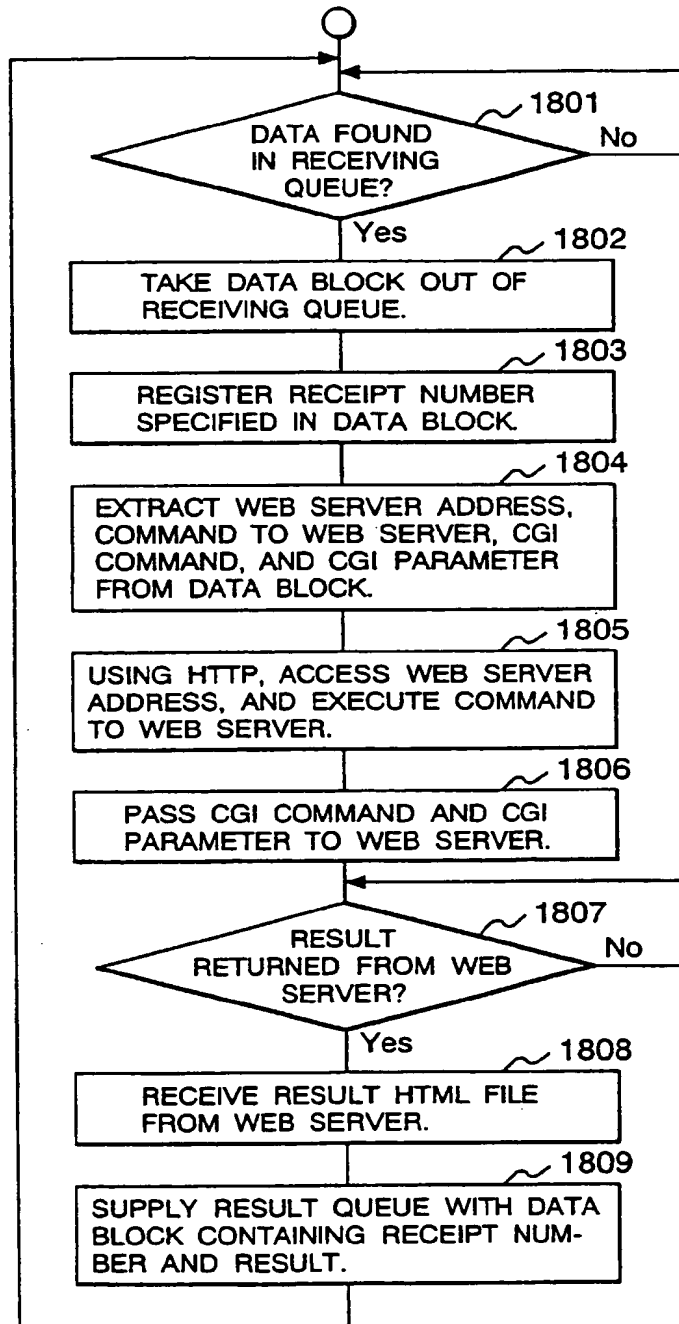 1801
DATA FOUND
IN RECEIVING
QUEUE?
No
Yes
1802
TAKE DATA BLOCK OUT OF
RECEIVING QUEUE.
1803
REGISTER RECEIPT NUMBER
SPECIFIED IN DATA BLOCK.
1804
EXTRACT WEB SERVER ADDRESS,
COMMAND TO WEB SERVER, CGI
COMMAND, AND CGI PARAMETER
FROM DATA BLOCK.
1805
USING HTTP, ACCESS WEB SERVER
ADDRESS, AND EXECUTE COMMAND
TO WEB SERVER.
1806
PASS CGI COMMAND AND CGI
PARAMETER TO WEB SERVER.
1807
RESULT
RETURNED FROM WEB
SERVER?
No
Yes
1808
RECEIVE RESULT HTML FILE
FROM WEB SERVER.
1809
SUPPLY RESULT QUEUE WITH DATA
BLOCK CONTAINING RECEIPT NUM-
BER AND RESULT.